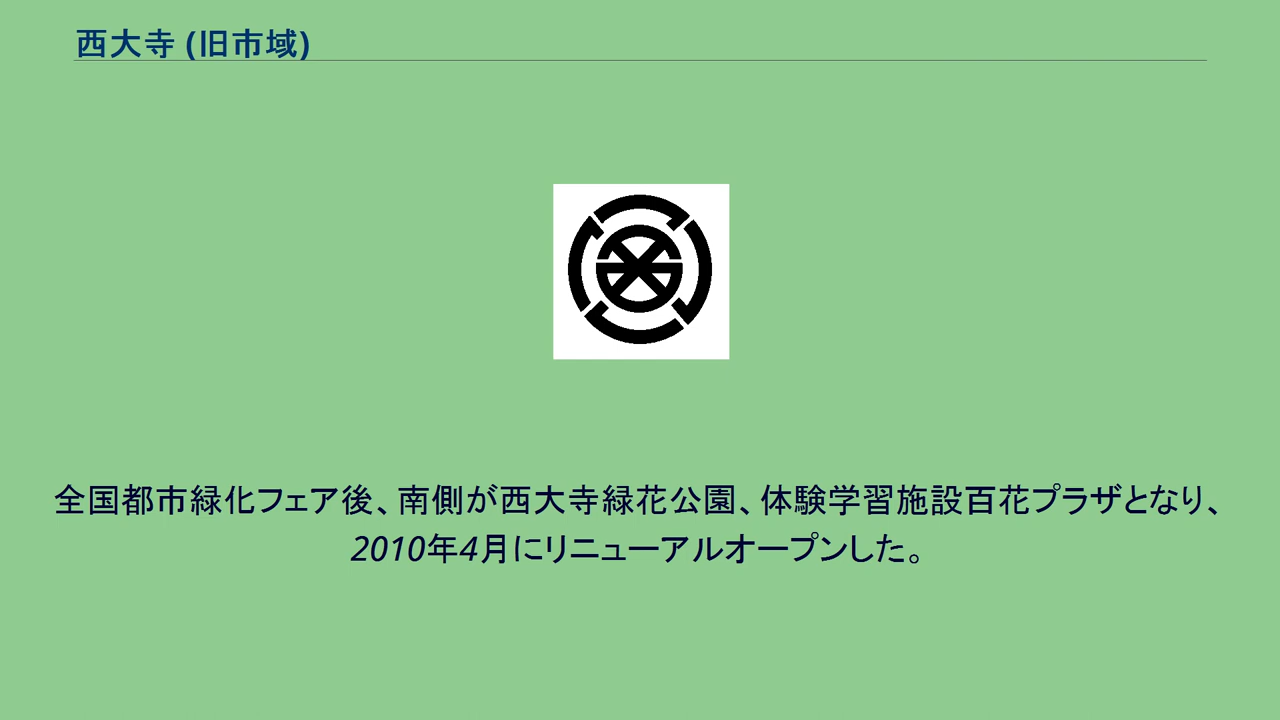 西大寺 (旧市域)
全国都市緑化フェア後、南側が西大寺緑花公園、体験学習施設百花プラザとなり、
2010年4月にリニューアルオープンした。